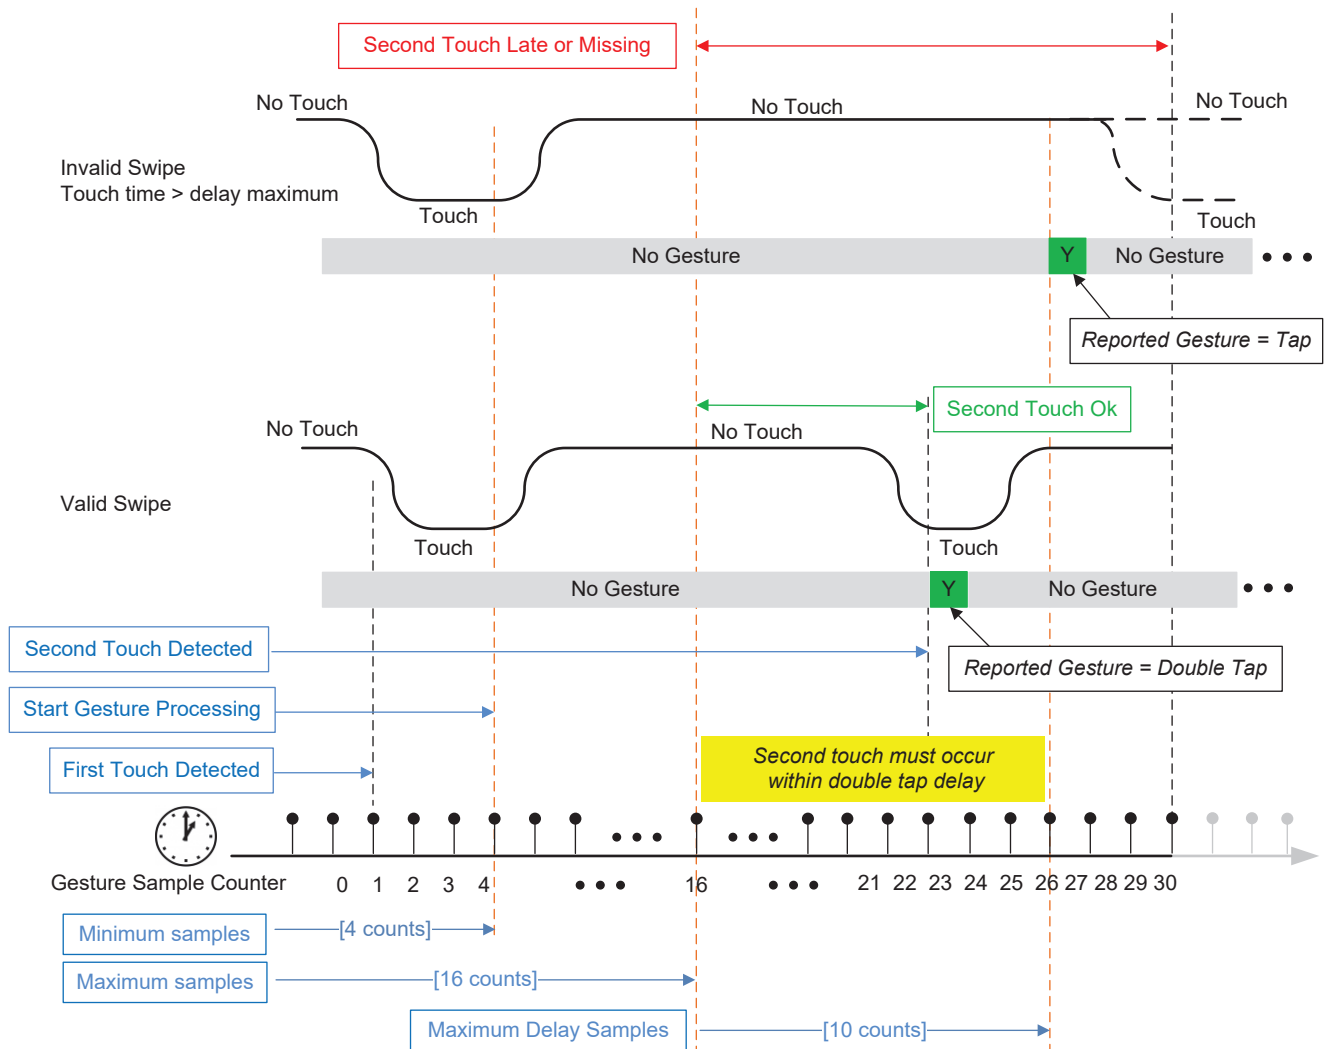 Second Touch Late or Missing
No Touch
No Touch
No Touch
Invalid Swipe
Touch time > delay maximum
Touch
Touch
No Gesture
Y
No Gesture
Reported Gesture = Tap
Second Touch Ok
No Touch
No Touch
Valid Swipe
Touch
Touch
No Gesture
Y
No Gesture
Second Touch Detected
Reported Gesture = Double Tap
Start Gesture Processing
First Touch Detected
Second touch must occur
within double tap delay
Gesture Sample Counter
0 1 2 3 4 16 21 22 23 24 25 26 27 28 29 30
Minimum samples
[4 counts]
Maximum samples
[16 counts]
Maximum Delay Samples
[10 counts]